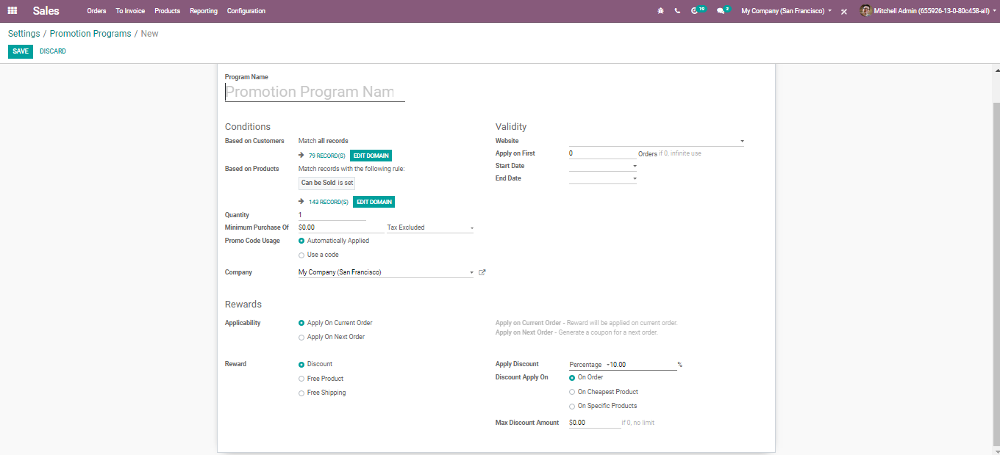 Sales Orders To Invoice Products Reporting Configuration 19 2 My Company (San Francisco) Mitchell Admin (655926-13-0-80c458-all)
Settings / Promotion Programs / New
SAVE DISCARD
Program Name
Promotion Program Nam
Conditions
Based on Customers Match all records
79 RECORD(S) EDIT DOMAIN
Based on Products Match records with the following rule:
Can be Sold is set
143 RECORD(S) EDIT DOMAIN
Quantity 1
Minimum Purchase Of $0.00 Tax Excluded
Promo Code Usage Automatically Applied
Use a code
Company My Company (San Francisco)
Validity
Website
Apply on First 0 Orders if 0, infinite use
Start Date
End Date
Rewards
Applicability Apply On Current Order
Apply On Next Order
Apply on Current Order - Reward will be applied on current order.
Apply on Next Order - Generate a coupon for a next order.
Reward Discount
Free Product
Free Shipping
Apply Discount Percentage 10.00 %
Discount Apply On On Order
On Cheapest Product
On Specific Products
Max Discount Amount $0.00 if 0, no limit